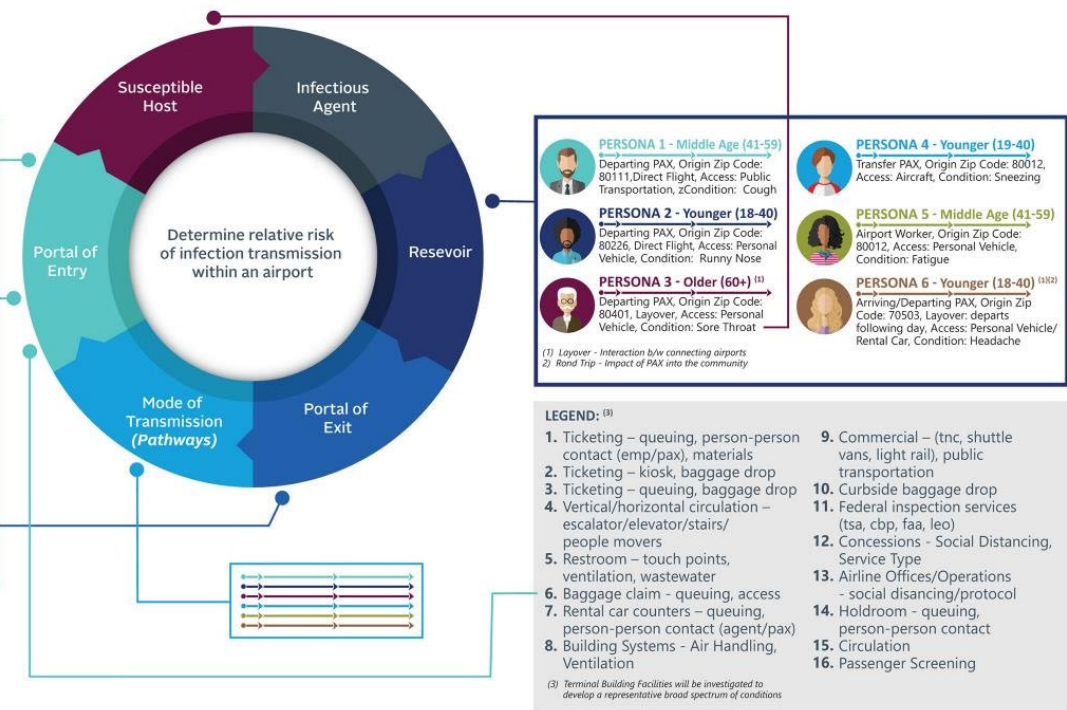 Susceptible
Host
Infectious
Agent
Portal of
Entry
Determine relative risk
of infection transmission
within an airport
Resevoir
Mode of
Transmission
(Pathways)
Portal of
Exit
PERSONA 1 - Middle Age (41-59)
Departing PAX, Origin Zip Code:
80111,Direct Flight, Access: Public
Transportation, zCondition: Cough
PERSONA 2 - Younger (18-40)
Departing PAX, Origin Zip Code:
80226, Direct Flight, Access: Personal
Vehicle, Condition: Runny Nose
PERSONA 3 - Older (60+) (1)
Departing PAX, Origin Zip Code:
80401, Layover, Access: Personal
Vehicle, Condition: Sore Throat
(1) Layover - Interaction b/w connecting airports
2) Rond Trip - Impact of PAX into the community
PERSONA 4 - Younger (19-40)
Transfer PAX, Origin Zip Code: 80012,
Access: Aircraft, Condition: Sneezing
PERSONA 5 - Middle Age (41-59)
Airport Worker, Origin Zip Code:
80012, Access: Personal Vehicle,
Condition: Fatigue
PERSONA 6 - Younger (18-40) (1)(2)
Arriving/Departing PAX, Origin Zip
Code: 70503, Layover: departs
following day, Access: Personal Vehicle/
Rental Car, Condition: Headache
LEGEND: (3)
1. Ticketing – queuing, person-person
contact (emp/pax), materials
2. Ticketing – kiosk, baggage drop
3. Ticketing – queuing, baggage drop
4. Vertical/horizontal circulation –
escalator/elevator/stairs/
people movers
5. Restroom – touch points,
ventilation, wastewater
6. Baggage claim - queuing, access
7. Rental car counters – queuing,
person-person contact (agent/pax)
8. Building Systems - Air Handling,
Ventilation
(3) Terminal Building Facilities will be investigated to
develop a representative broad spectrum of conditions
9. Commercial – (tnc, shuttle
vans, light rail), public
transportation
10. Curbside baggage drop
11. Federal inspection services
(tsa, cbp, faa, leo)
12. Concessions - Social Distancing,
Service Type
13. Airline Offices/Operations
- social disancing/protocol
14. Holdroom - queuing,
person-person contact
15. Circulation
16. Passenger Screening